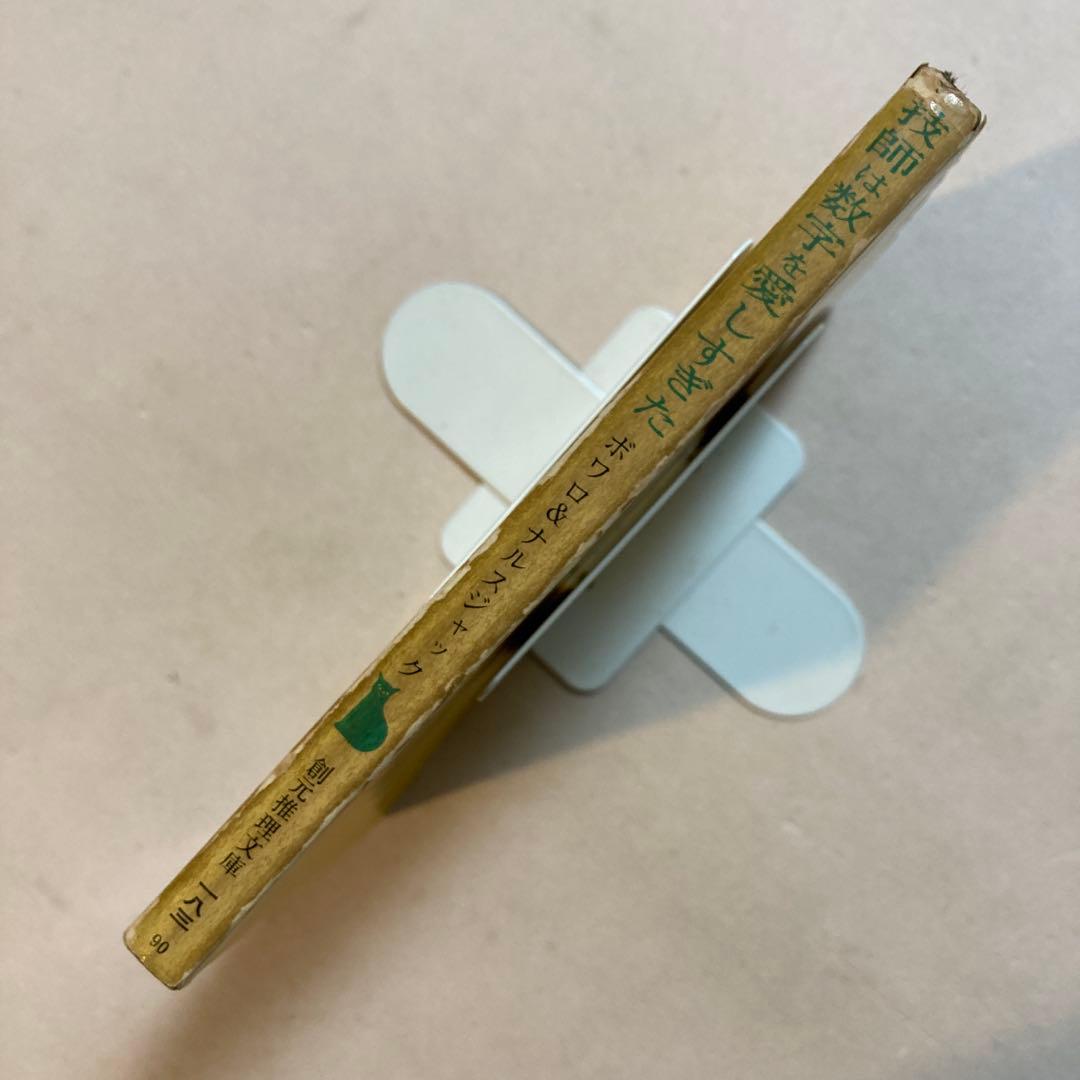 技師は数字を愛しすぎた
ボワロ&ナルスジャック
創元推理文庫
一八三
90